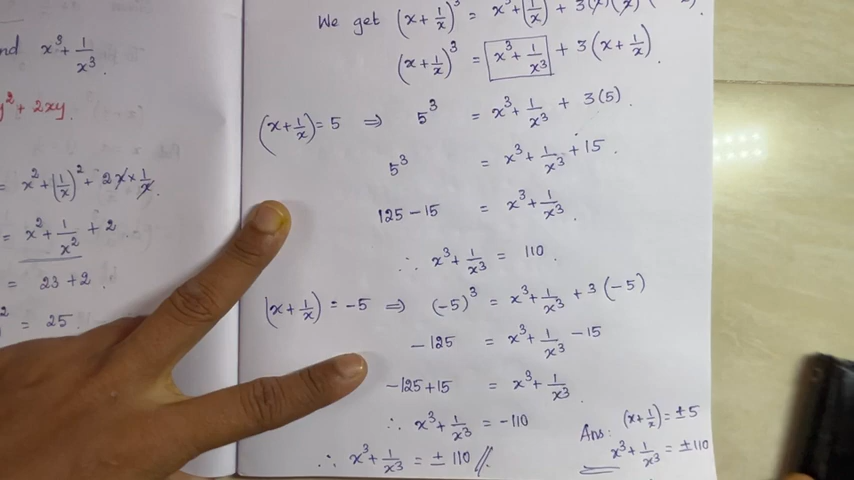 nd x³ + 1/x³.
y² + 2xy.
= x² + (1/x)² + 2 x × 1/x.
= x² + 1/x² + 2.
= 23 + 2.
² = 25.
We get (x + 1/x)³ = x³ + (1/x) + 3(x)(x)
(x + 1/x)³ = x³ + 1/x³ + 3(x + 1/x).
(x + 1/x) = 5 ⇒ 5³ = x³ + 1/x³ + 3(5).
5³ = x³ + 1/x³ + 15.
125 - 15 = x³ + 1/x³.
∴ x³ + 1/x³ = 110.
(x + 1/x) = -5 ⇒ (-5)³ = x³ + 1/x³ + 3(-5)
-125 = x³ + 1/x³ - 15
-125 + 15 = x³ + 1/x³.
∴ x³ + 1/x³ = -110
∴ x³ + 1/x³ = ± 110 //
Ans: (x + 1/x) = ±5
x³ + 1/x³ = ±110